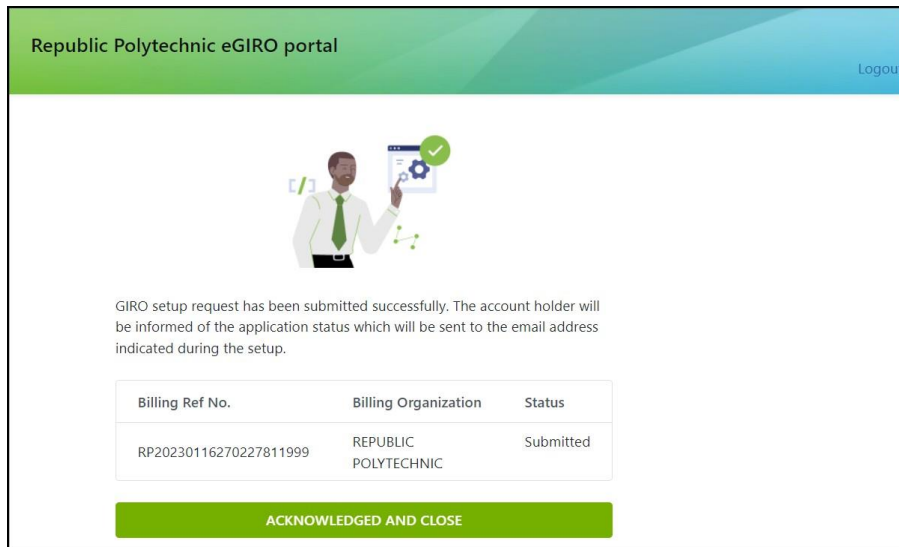 Republic Polytechnic eGIRO portal
Logou
[/]
GIRO setup request has been submitted successfully. The account holder will
be informed of the application status which will be sent to the email address
indicated during the setup.
Billing Ref No. Billing Organization Status
RP20230116270227811999 REPUBLIC POLYTECHNIC Submitted
ACKNOWLEDGED AND CLOSE